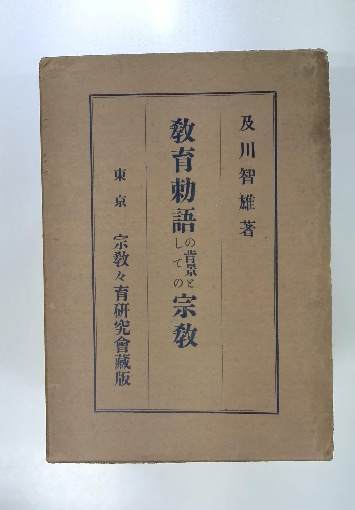 及川智雄著
教育勅語の背景としての宗教
東京 宗教々育研究會藏版